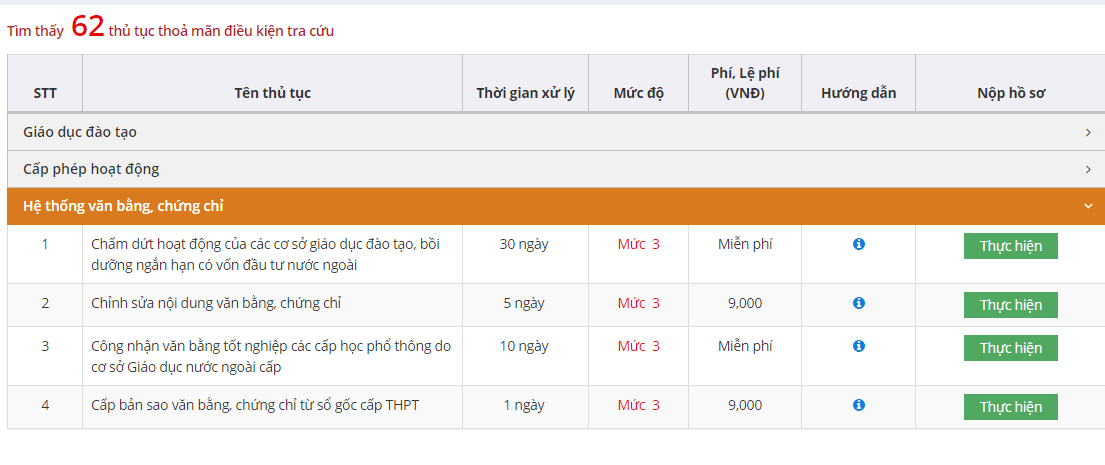 Tìm thấy 62 thủ tục thoả mãn điều kiện tra cứu
STT Tên thủ tục Thời gian xử lý Mức độ Phí, Lệ phí (VNĐ) Hướng dẫn Nộp hồ sơ
Giáo dục đào tạo
Cấp phép hoạt động
Hệ thống văn bằng, chứng chỉ
1 Chấm dứt hoạt động của các cơ sở giáo dục đào tạo, bồi 30 ngày Mức 3 Miễn phí Thực hiện
dưỡng ngắn hạn có vốn đầu tư nước ngoài
2 Chỉnh sửa nội dung văn bằng, chứng chỉ 5 ngày Mức 3 9,000 Thực hiện
3 Công nhận văn bằng tốt nghiệp các cấp học phổ thông do 10 ngày Mức 3 Miễn phí Thực hiện
cơ sở Giáo dục nước ngoài cấp
4 Cấp bản sao văn bằng, chứng chỉ từ sổ gốc cấp THPT 1 ngày Mức 3 9,000 Thực hiện